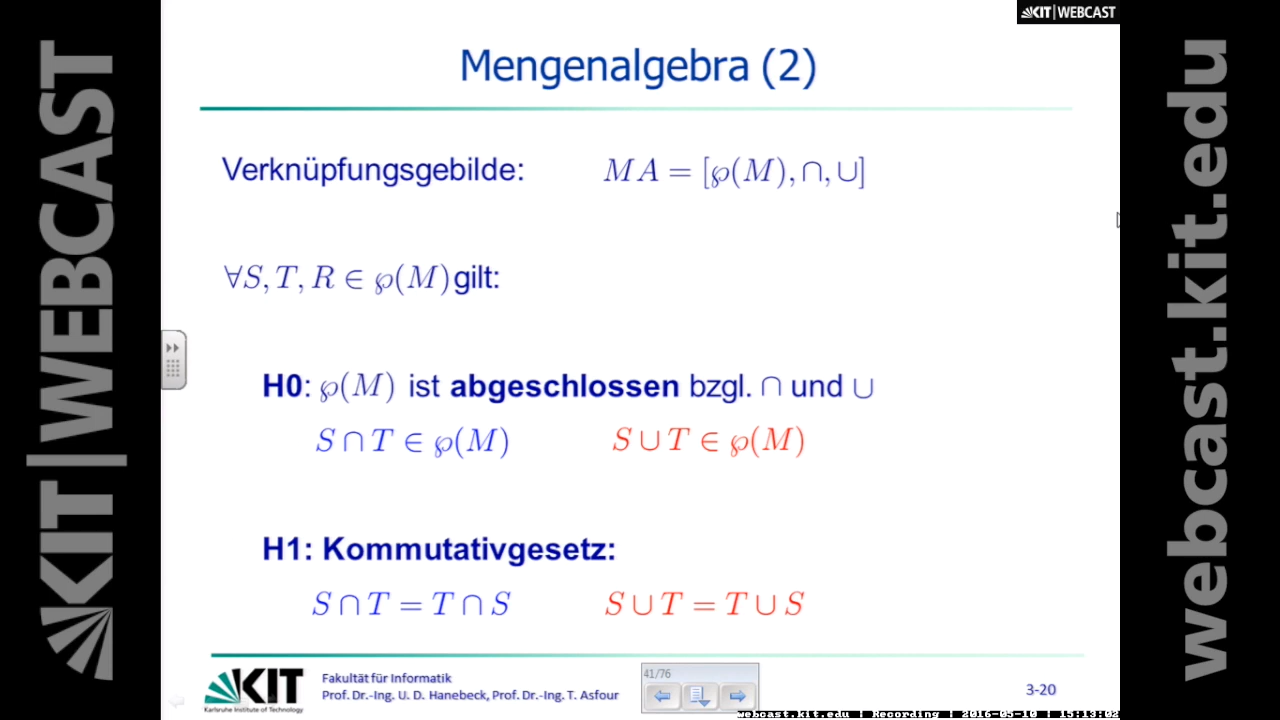 KIT|WEBCAST
KIT|WEBCAST
webcast.kit.edu
Mengenalgebra (2)
Verknüpfungsgebilde: MA = [℘(M), ∩, ∪]
∀S, T, R ∈ ℘(M) gilt:
H0: ℘(M) ist abgeschlossen bzgl. ∩ und ∪
S ∩ T ∈ ℘(M) S ∪ T ∈ ℘(M)
H1: Kommutativgesetz:
S ∩ T = T ∩ S S ∪ T = T ∪ S
KIT
Karlsruhe Institute of Technology
Fakultät für Informatik
Prof. Dr.-Ing. U. D. Hanebeck, Prof. Dr.-Ing. T. Asfour
41/76
3-20
webcast.kit.edu | Recording | 2016-05-10 | 15:13:02